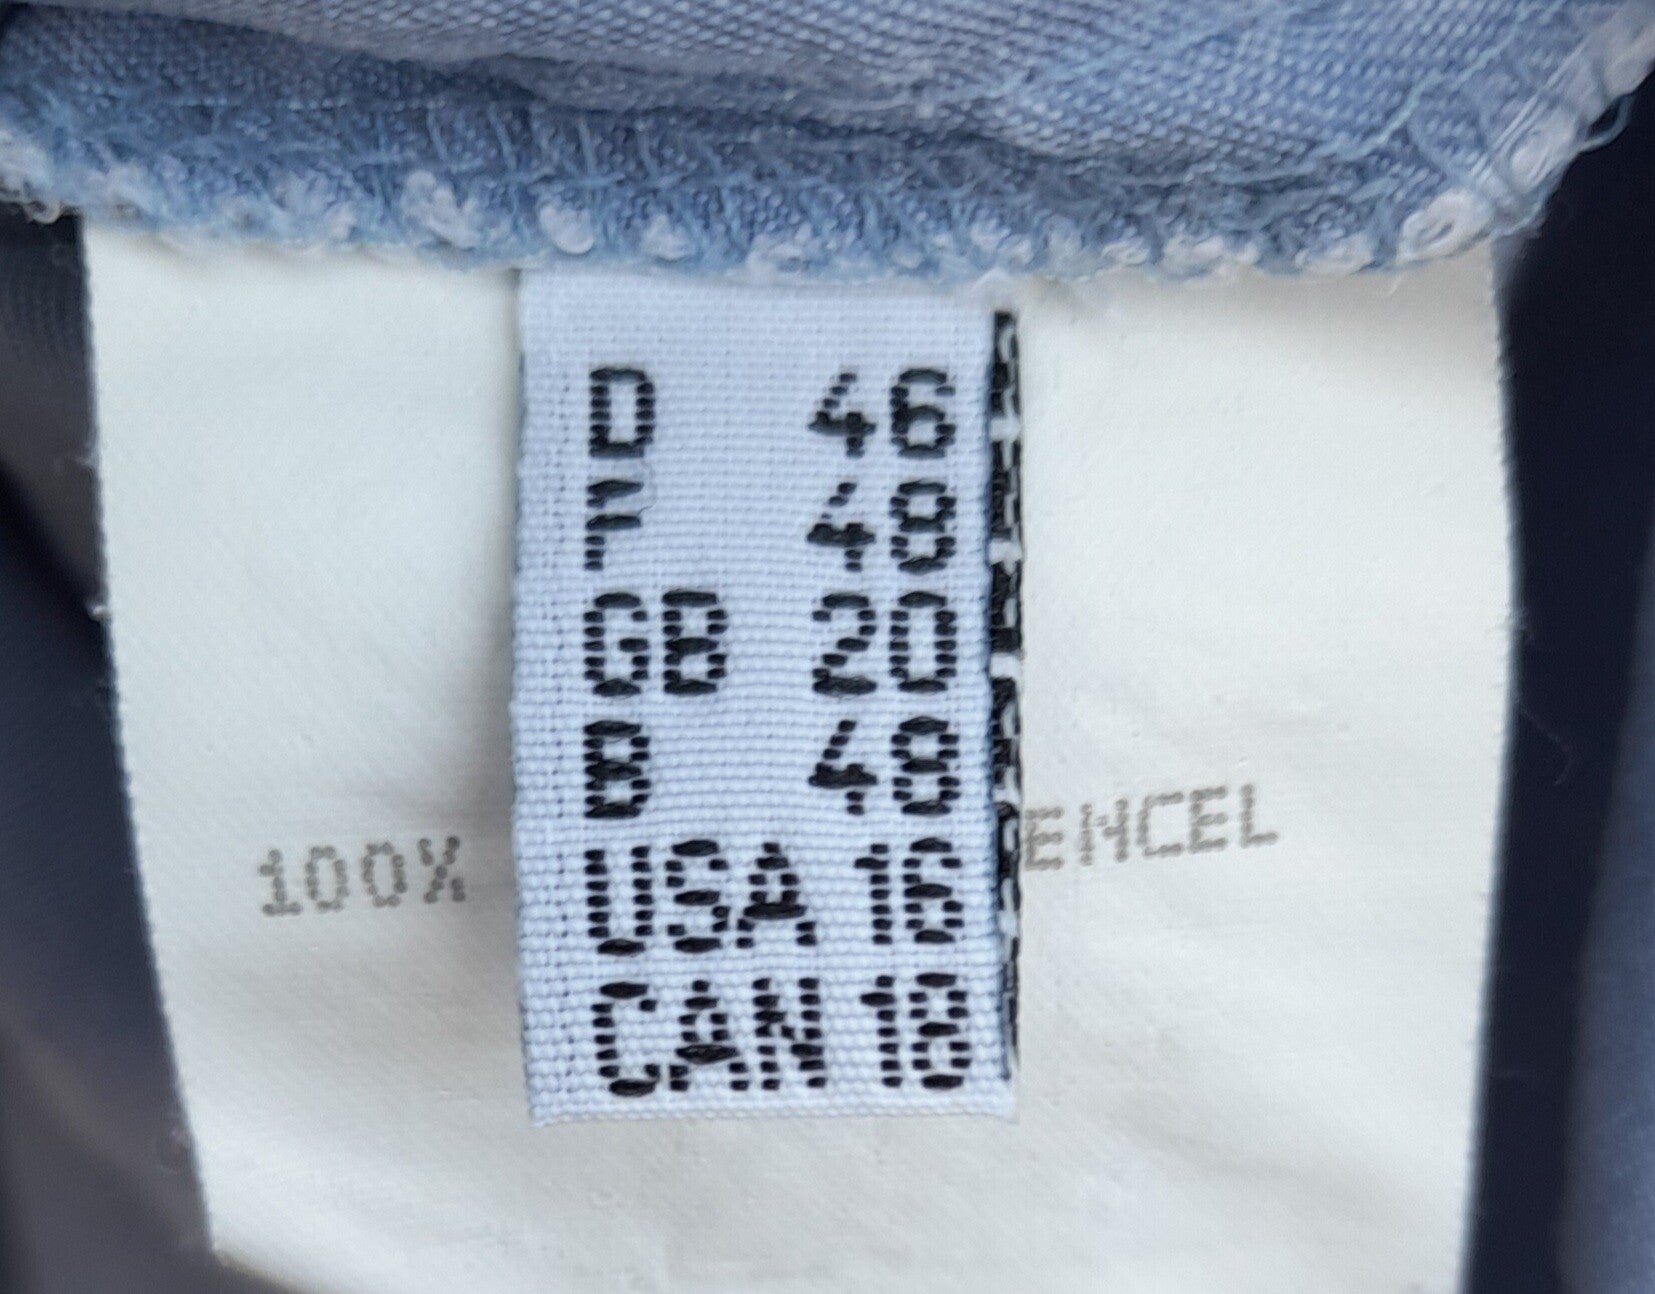 D 46
F 48
GB 20
B 48
USA 16
CAN 18
100% ENCEL